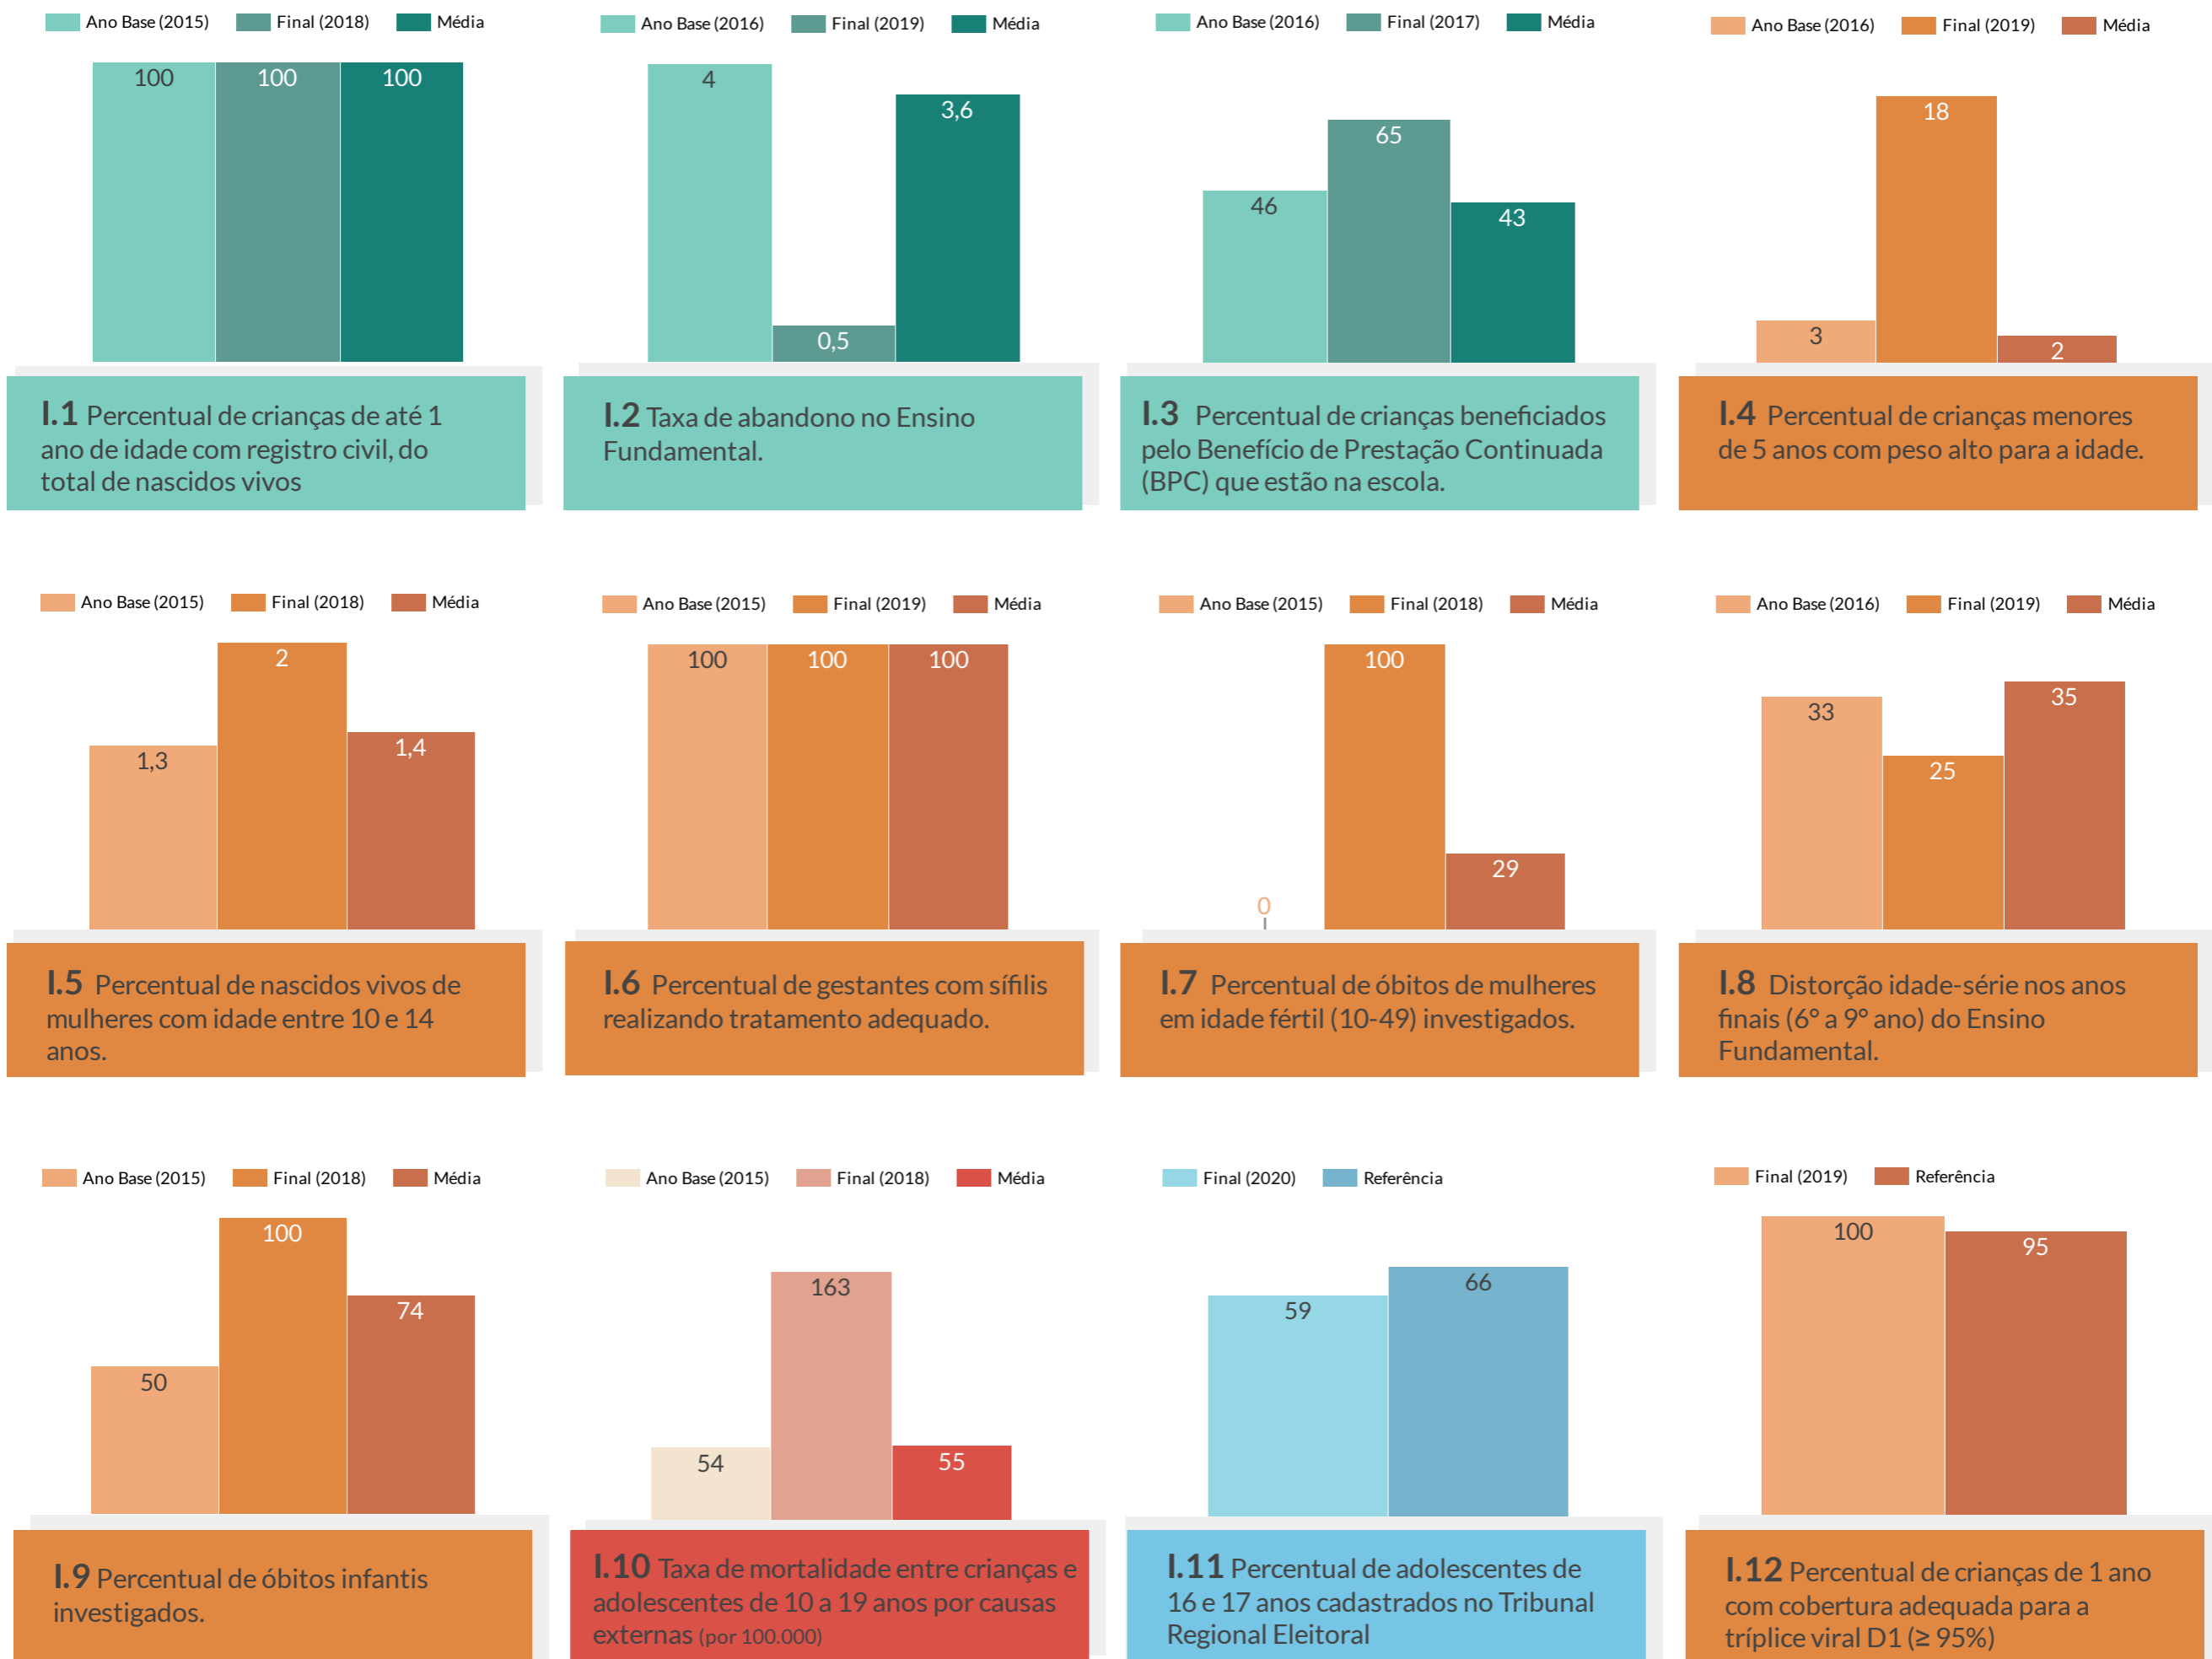 Ano Base (2015) Final (2018) Média
100 100 100
I.1 Percentual de crianças de até 1
ano de idade com registro civil, do
total de nascidos vivos
Ano Base (2016) Final (2019) Média
4 0,5 3,6
I.2 Taxa de abandono no Ensino
Fundamental.
Ano Base (2016) Final (2017) Média
46 65 43
I.3 Percentual de crianças beneficiados
pelo Benefício de Prestação Continuada
(BPC) que estão na escola.
Ano Base (2016) Final (2019) Média
3 18 2
I.4 Percentual de crianças menores
de 5 anos com peso alto para a idade.
Ano Base (2015) Final (2018) Média
1,3 2 1,4
I.5 Percentual de nascidos vivos de
mulheres com idade entre 10 e 14
anos.
Ano Base (2015) Final (2019) Média
100 100 100
I.6 Percentual de gestantes com sífilis
realizando tratamento adequado.
Ano Base (2015) Final (2018) Média
0 100 29
I.7 Percentual de óbitos de mulheres
em idade fértil (10-49) investigados.
Ano Base (2016) Final (2019) Média
33 25 35
I.8 Distorção idade-série nos anos
finais (6° a 9° ano) do Ensino
Fundamental.
Ano Base (2015) Final (2018) Média
50 100 74
I.9 Percentual de óbitos infantis
investigados.
Ano Base (2015) Final (2018) Média
54 163 55
I.10 Taxa de mortalidade entre crianças e
adolescentes de 10 a 19 anos por causas
externas (por 100.000)
Final (2020) Referência
59 66
I.11 Percentual de adolescentes de
16 e 17 anos cadastrados no Tribunal
Regional Eleitoral
Final (2019) Referência
100 95
I.12 Percentual de crianças de 1 ano
com cobertura adequada para a
tríplice viral D1 (≥ 95%)